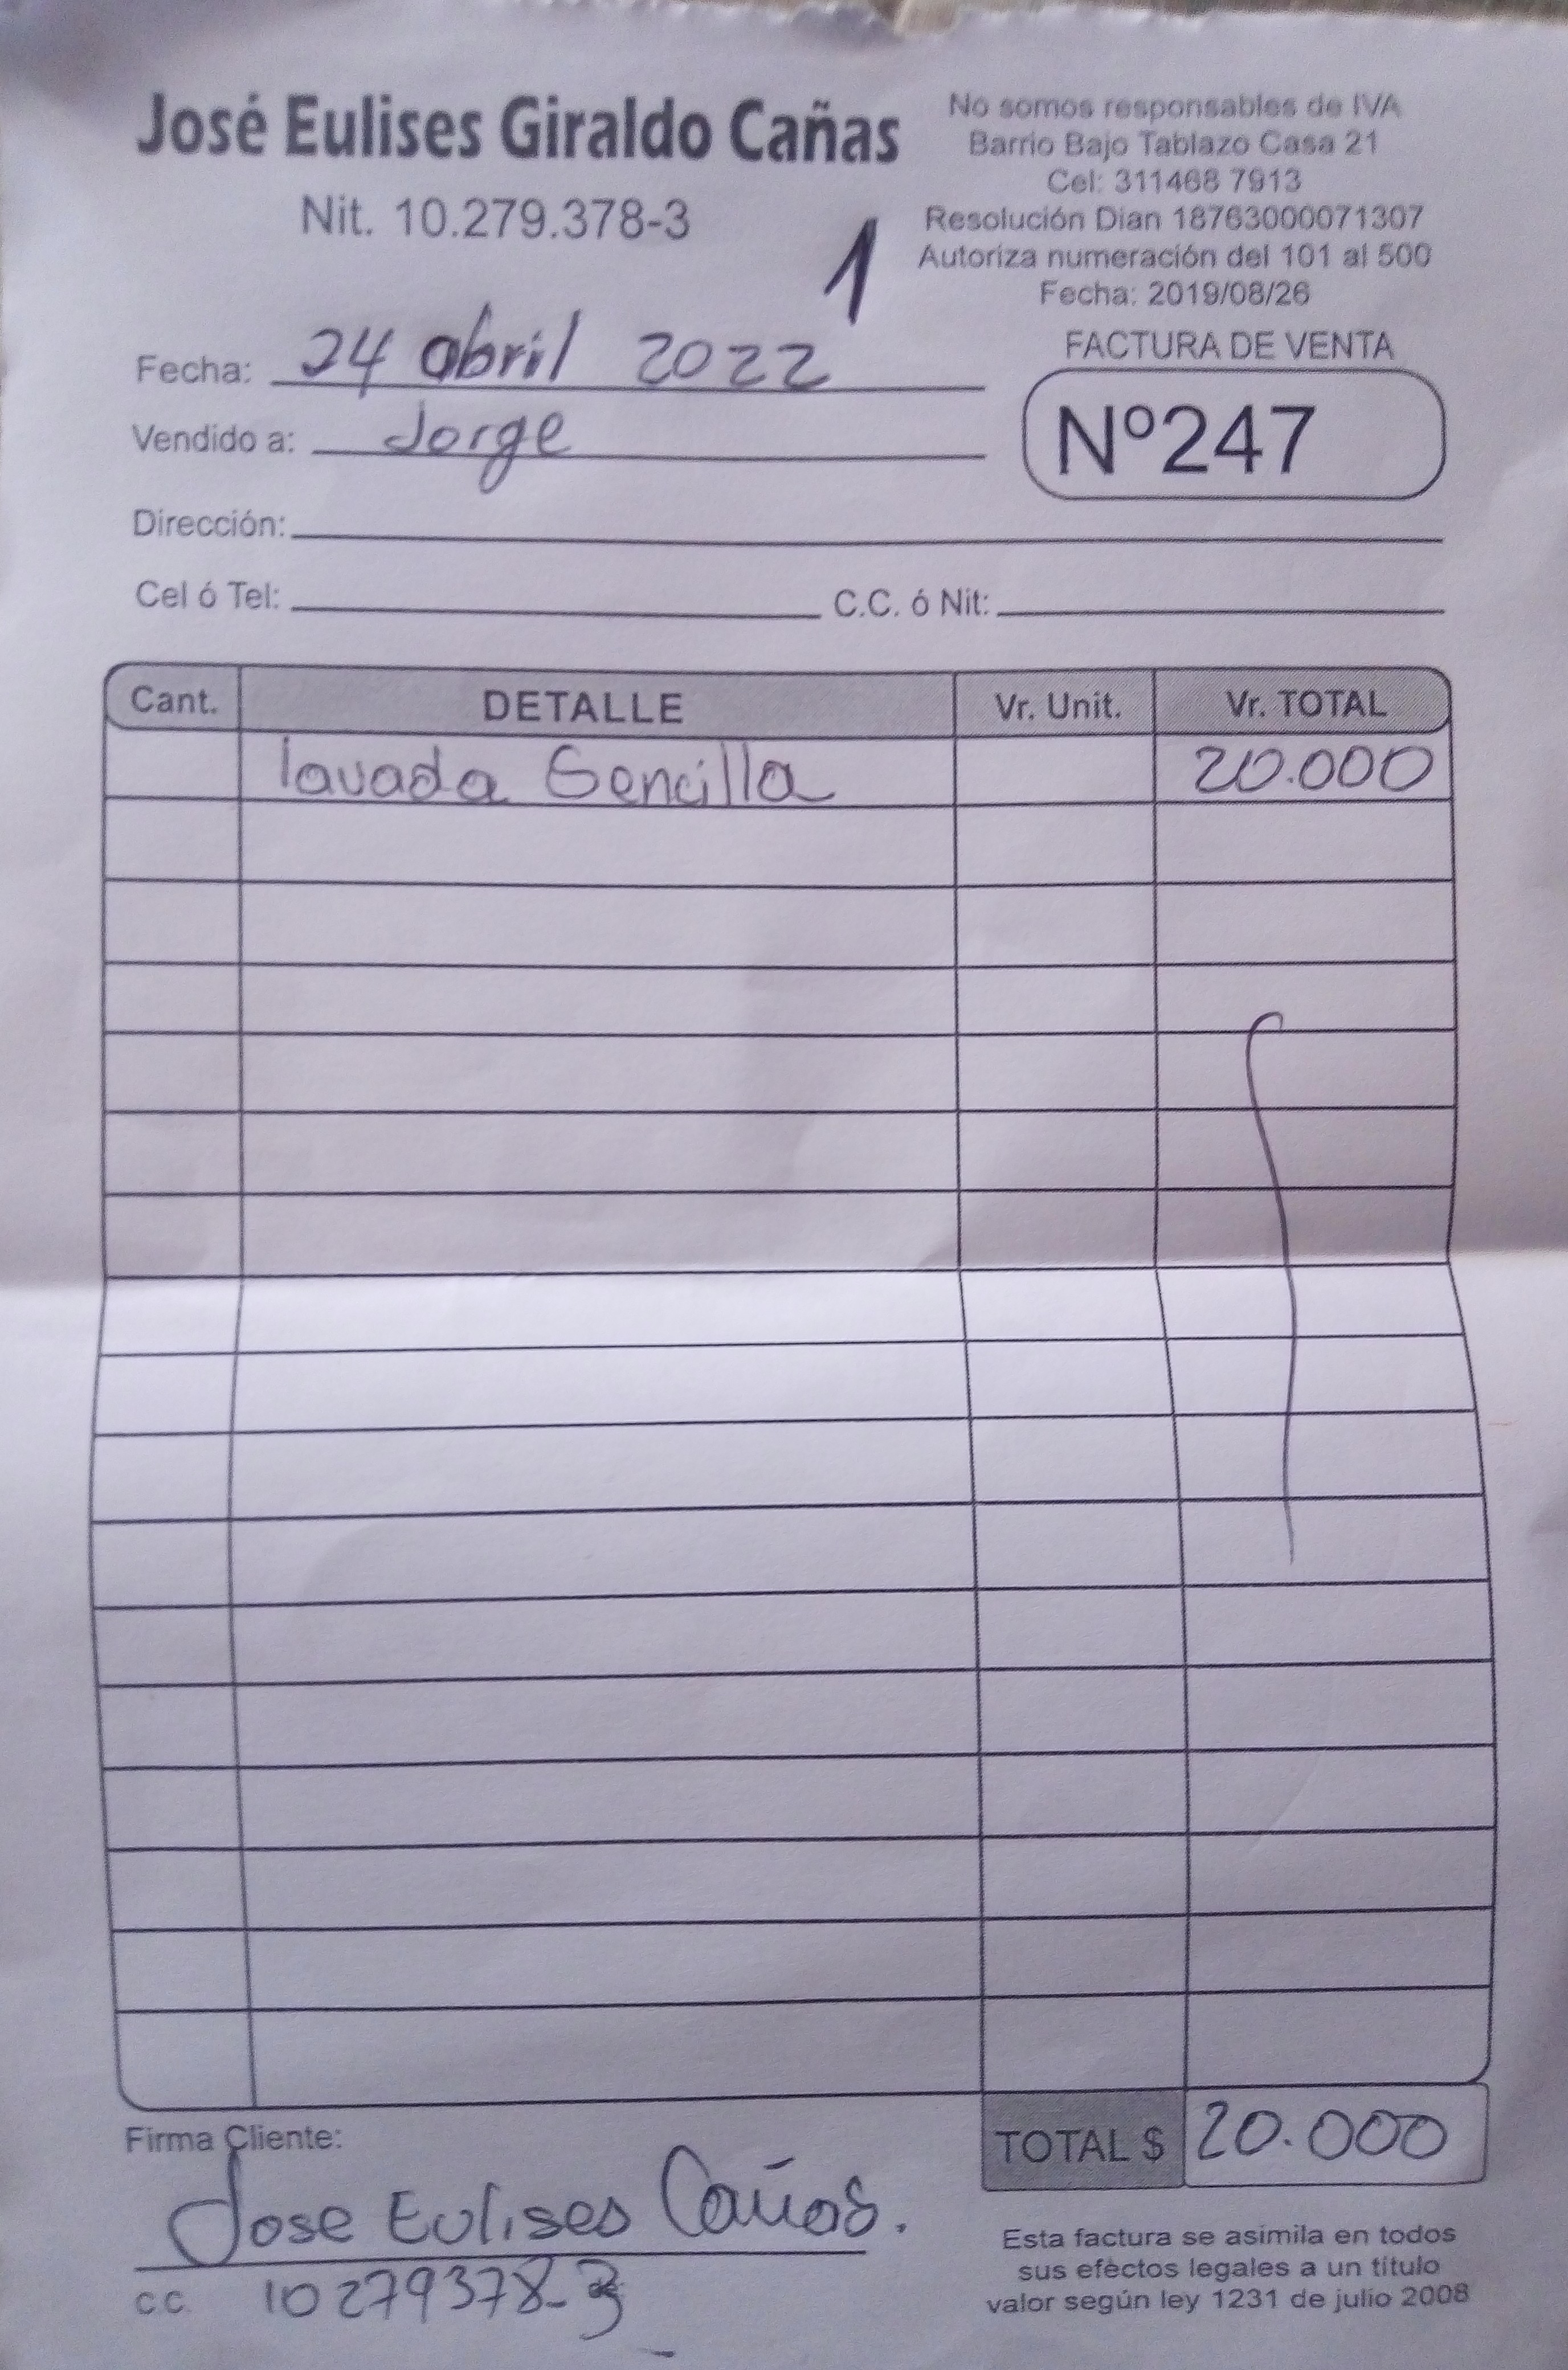 José Eulises Giraldo Cañas
Nit. 10.279.378-3
No somos responsables de IVA
Barrio Bajo Tablazo Casa 21
Cel: 311468 7913
Resolución Dian 18763000071307
Autoriza numeración del 101 al 500
Fecha: 2019/08/26
1
FACTURA DE VENTA
Nº247
Fecha: 24 abril 2022
Vendido a: Jorge
Dirección:
Cel ó Tel: C.C. ó Nit:
Cant. DETALLE Vr. Unit. Vr. TOTAL
lavada Sencilla 20.000
TOTAL $ 20.000
Firma Cliente:
Jose Eulises Cañas.
C.C. 10279378-3
Esta factura se asimila en todos
sus efectos legales a un titulo
valor según ley 1231 de julio 2008